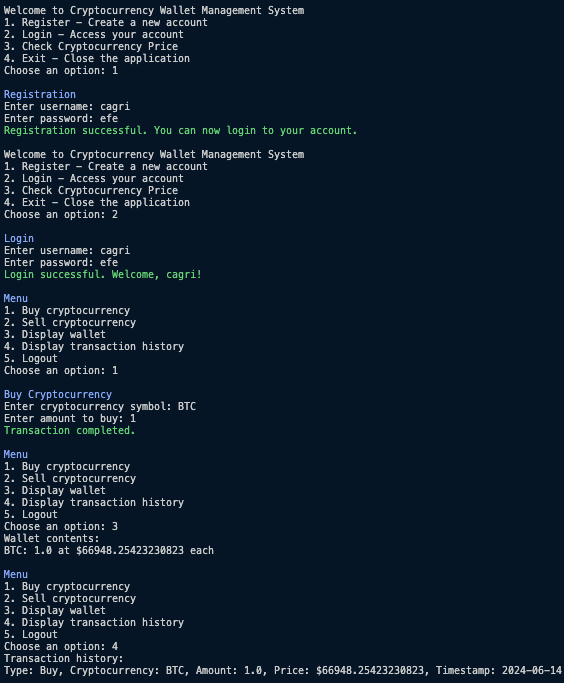 Welcome to Cryptocurrency Wallet Management System
1. Register – Create a new account
2. Login – Access your account
3. Check Cryptocurrency Price
4. Exit – Close the application
Choose an option: 1
Registration
Enter username: cagri
Enter password: efe
Registration successful. You can now login to your account.
Welcome to Cryptocurrency Wallet Management System
1. Register – Create a new account
2. Login – Access your account
3. Check Cryptocurrency Price
4. Exit – Close the application
Choose an option: 2
Login
Enter username: cagri
Enter password: efe
Login successful. Welcome, cagri!
Menu
1. Buy cryptocurrency
2. Sell cryptocurrency
3. Display wallet
4. Display transaction history
5. Logout
Choose an option: 1
Buy Cryptocurrency
Enter cryptocurrency symbol: BTC
Enter amount to buy: 1
Transaction completed.
Menu
1. Buy cryptocurrency
2. Sell cryptocurrency
3. Display wallet
4. Display transaction history
5. Logout
Choose an option: 3
Wallet contents:
BTC: 1.0 at $66948.25423230823 each
Menu
1. Buy cryptocurrency
2. Sell cryptocurrency
3. Display wallet
4. Display transaction history
5. Logout
Choose an option: 4
Transaction history:
Type: Buy, Cryptocurrency: BTC, Amount: 1.0, Price: $66948.25423230823, Timestamp: 2024-06-14